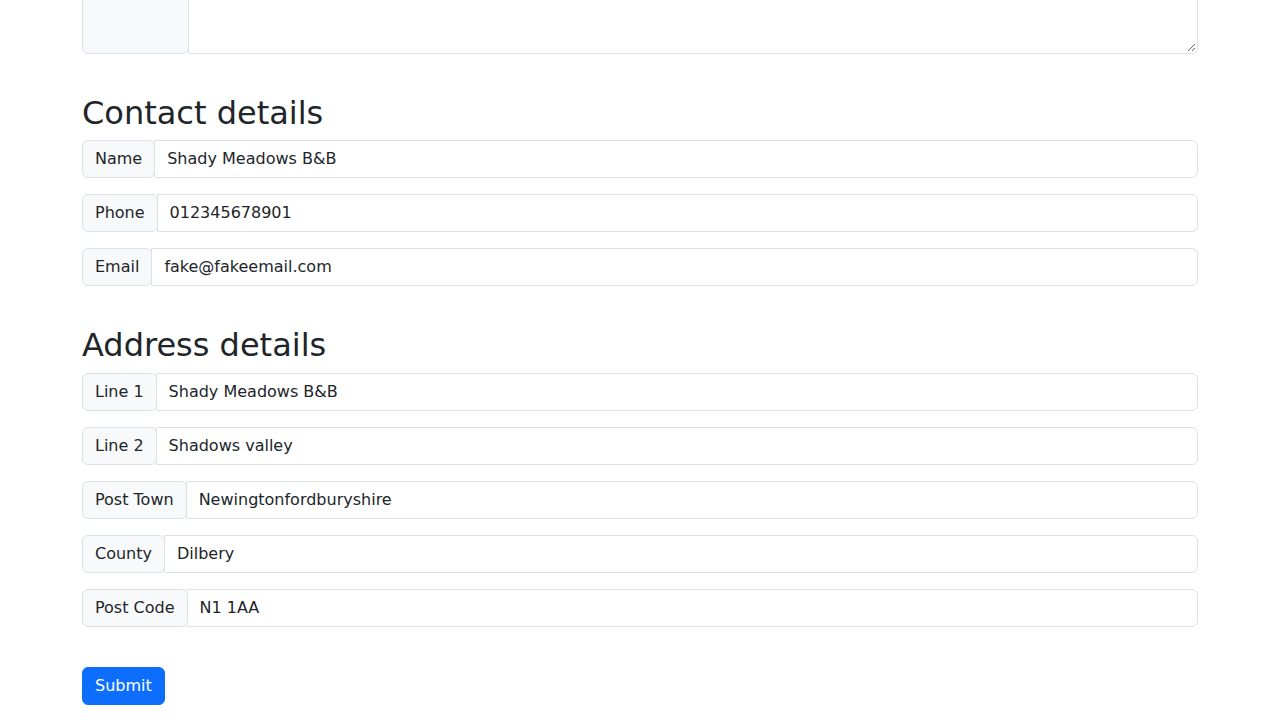 Contact details
Name Shady Meadows B&B
Phone 012345678901
Email fake@fakeemail.com
Address details
Line 1 Shady Meadows B&B
Line 2 Shadows valley
Post Town Newingtonfordburyshire
County Dilbery
Post Code N1 1AA
Submit